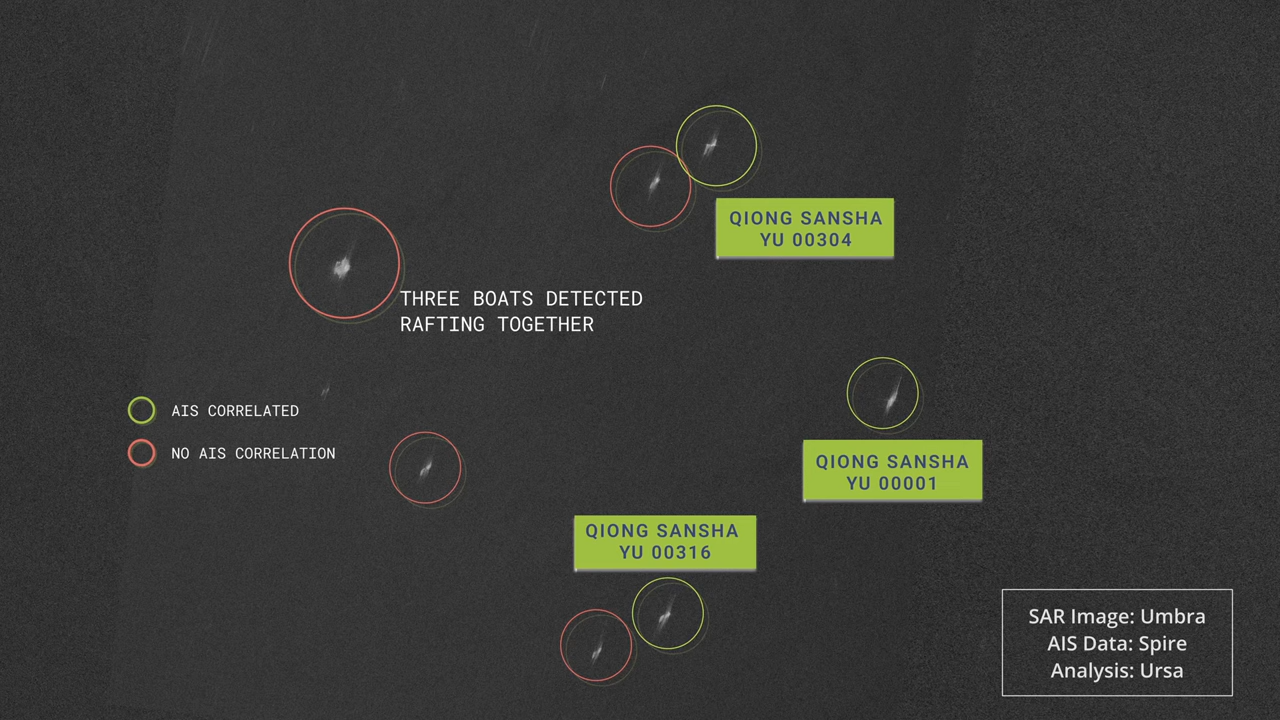 QIONG SANSHA
YU 00304
THREE BOATS DETECTED
RAFTING TOGETHER
AIS CORRELATED
NO AIS CORRELATION
QIONG SANSHA
YU 00001
QIONG SANSHA
YU 00316
SAR Image: Umbra
AIS Data: Spire
Analysis: Ursa